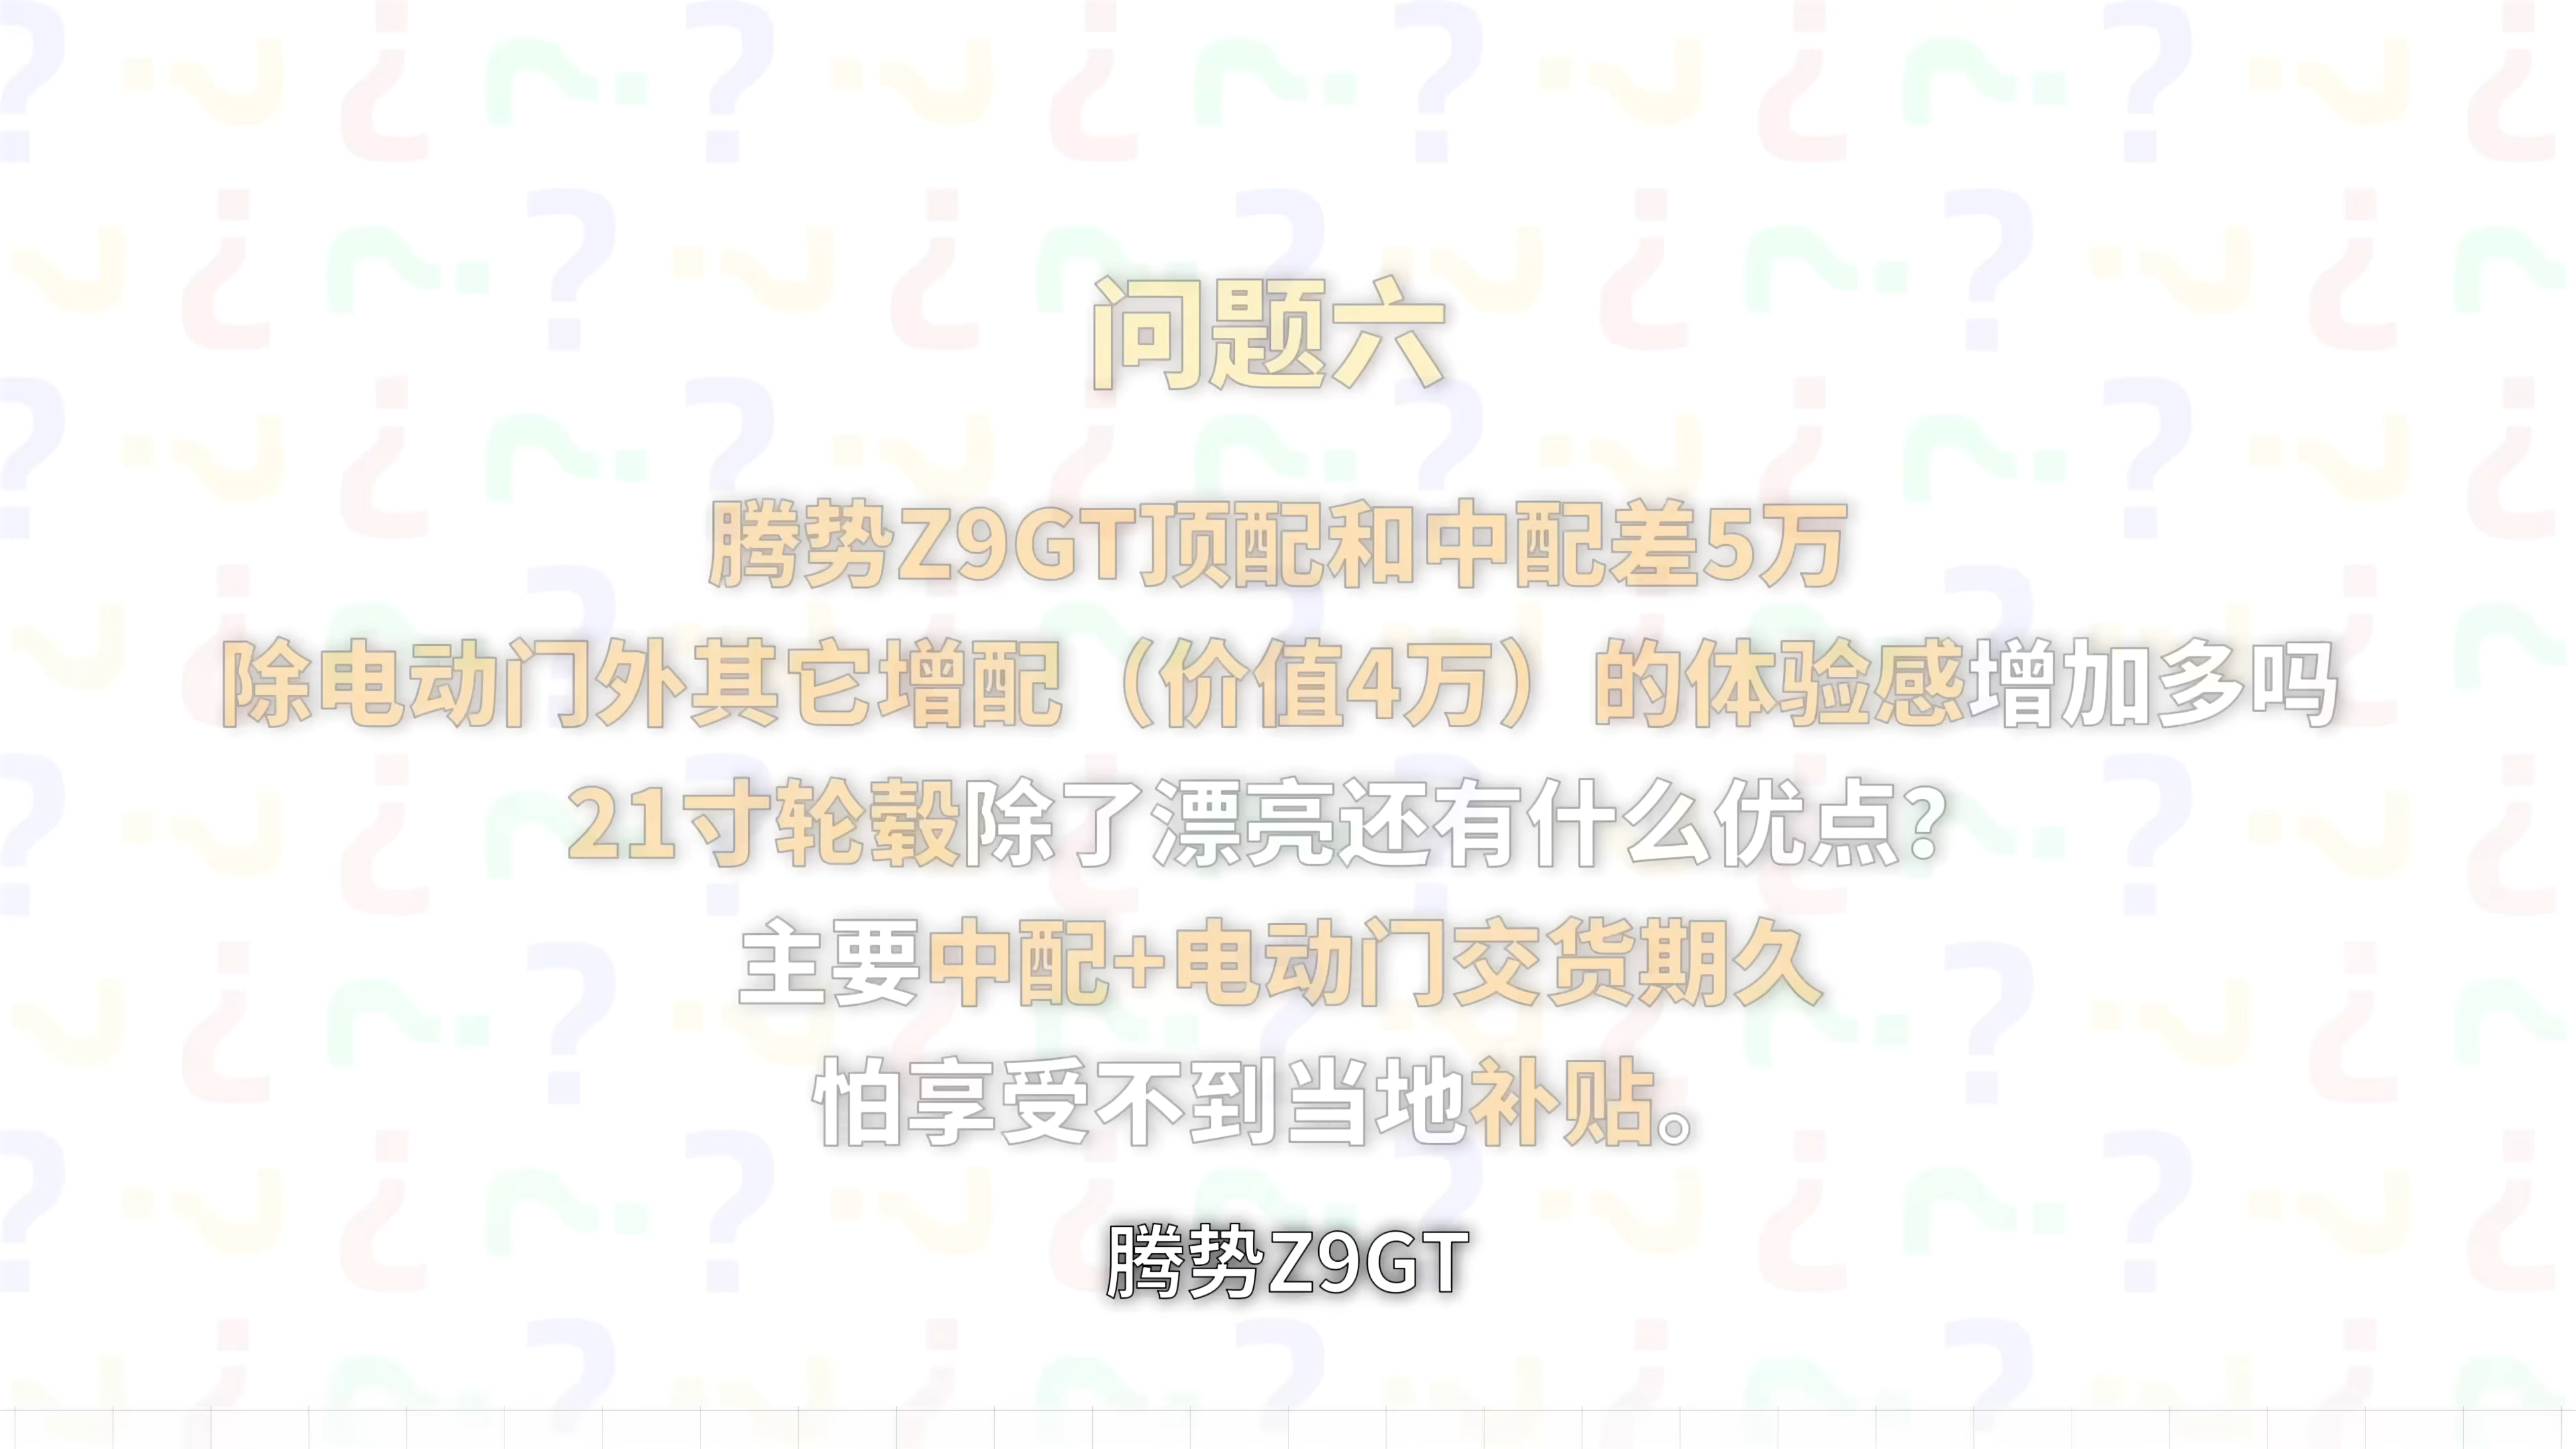 问题六
腾势Z9GT顶配和中配差5万
除电动门外其它增配（价值4万）的体验感增加多吗
21寸轮毂除了漂亮还有什么优点？
主要中配+电动门交货期久
怕享受不到当地补贴。
腾势Z9GT